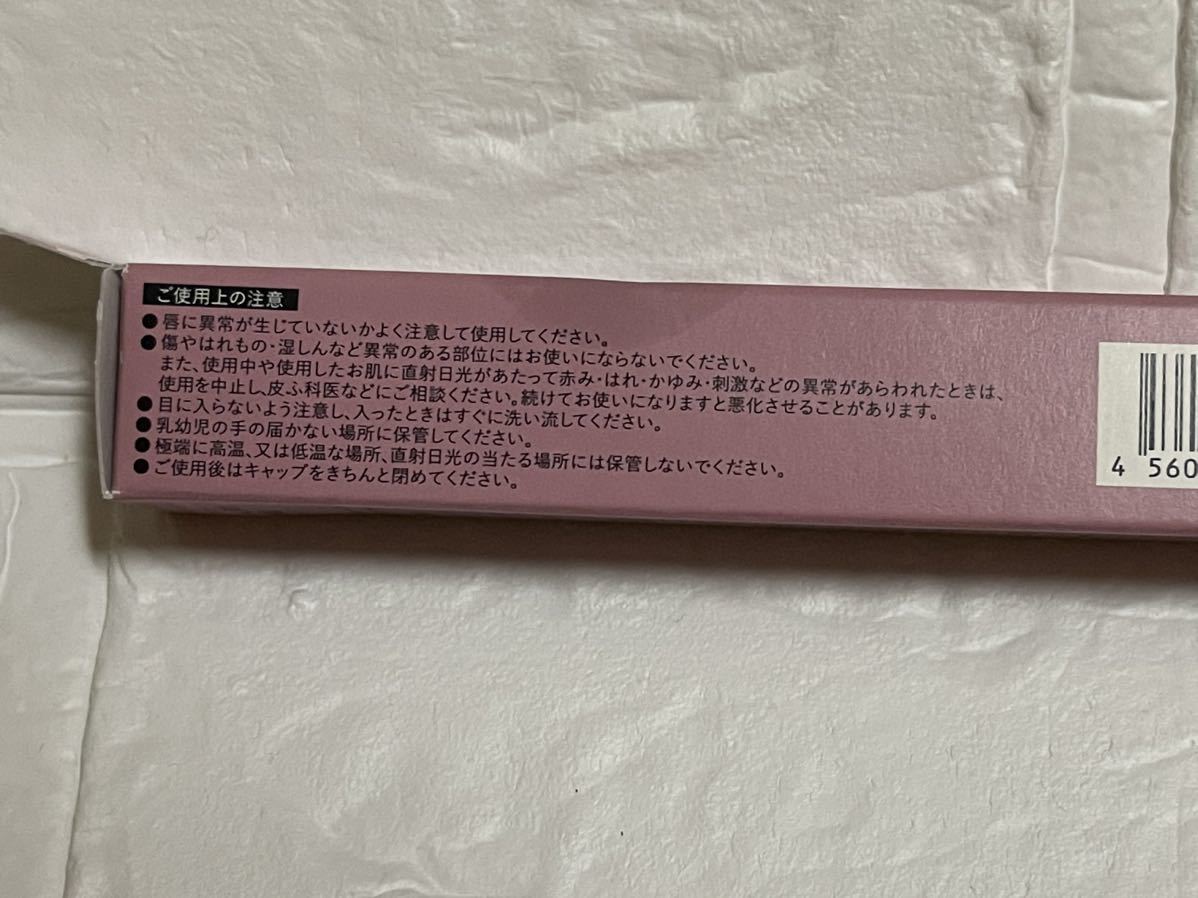 ご使用上の注意
●唇に異常が生じていないかよく注意して使用してください。
●傷やはれもの・湿しんなど異常のある部位にはお使いにならないでください。
また、使用中や使用したお肌に直射日光があたって赤み・はれ・かゆみ・刺激などの異常があらわれたときは、
使用を中止し、皮ふ科医などにご相談ください。続けてお使いになりますと悪化させることがあります。
●目に入らないよう注意し、入ったときはすぐに洗い流してください。
●乳幼児の手の届かない場所に保管してください。
●極端に高温、又は低温な場所、直射日光の当たる場所には保管しないでください。
●ご使用後はキャップをきちんと閉めてください。
4 560